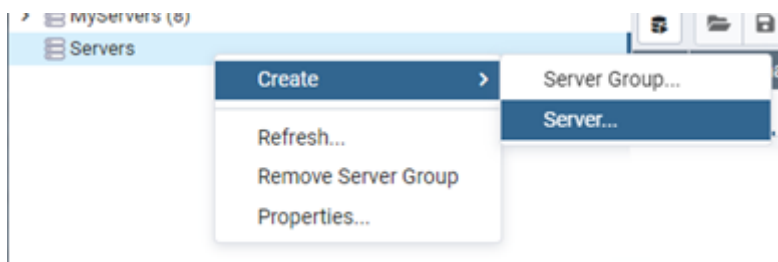 MyServers (8)
Servers
Create
Server Group...
Server...
Refresh...
Remove Server Group
Properties...